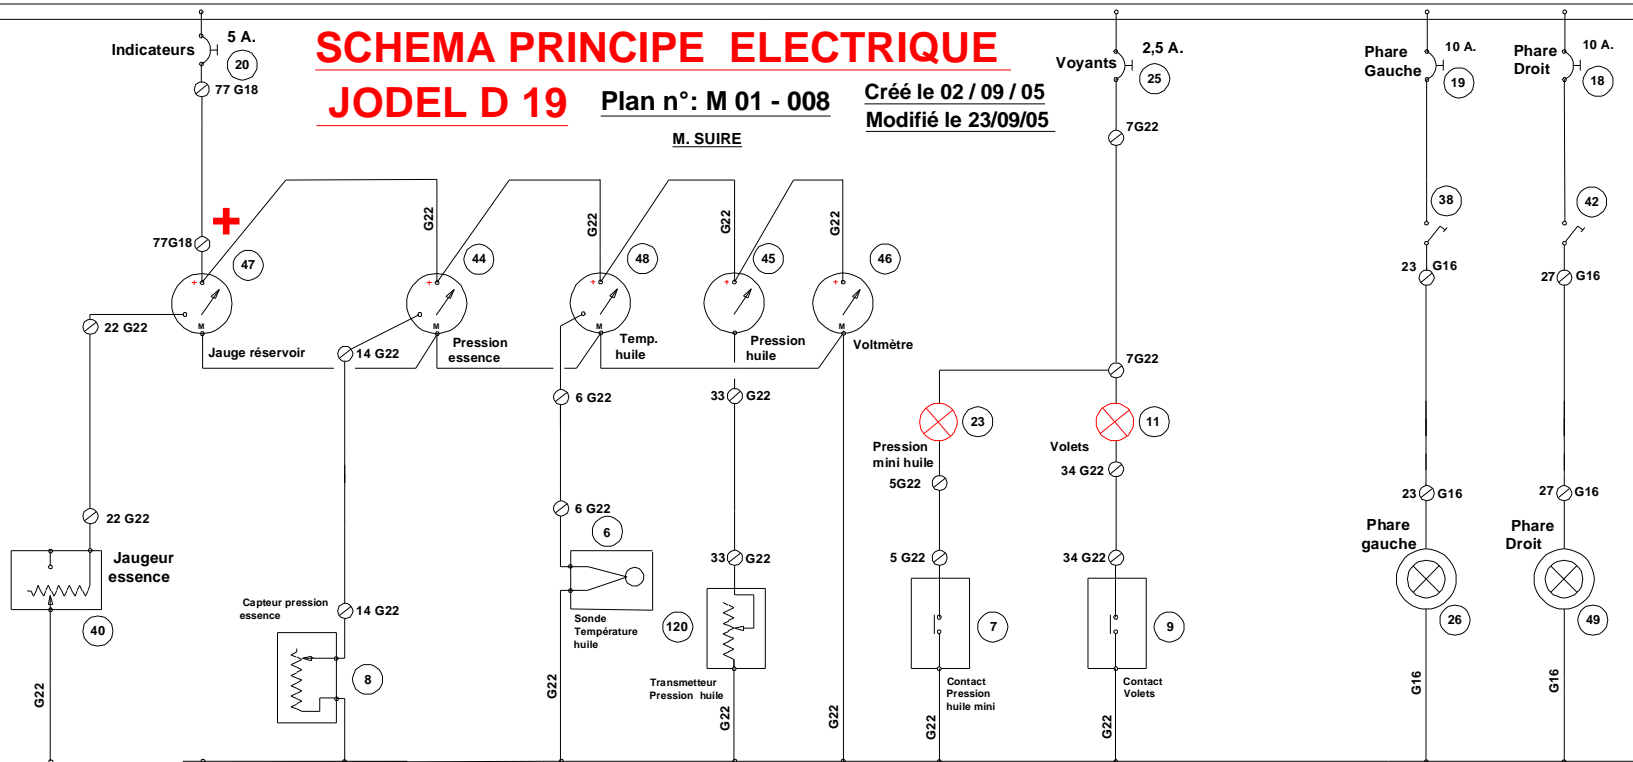 SCHEMA PRINCIPE ELECTRIQUE
JODEL D 19
Plan n°: M 01 - 008
Créé le 02 / 09 / 05
Modifié le 23/09/05
M. SUIRE
Indicateurs
5 A.
20
77 G18
Voyants
2,5 A.
25
7G22
Phare
Gauche
10 A.
19
Phare
Droit
10 A.
18
77G18
+
47
+
M
G22
44
+
M
G22
48
+
M
G22
45
+
G22
46
+
38
42
23 G16
27 G16
22 G22
Jauge réservoir
14 G22
Pression
essence
Temp.
huile
Pression
huile
Voltmètre
7G22
6 G22
33 G22
23
11
Pression
mini huile
Volets
5G22
34 G22
23 G16
27 G16
22 G22
6 G22
6
33 G22
5 G22
34 G22
Phare
gauche
Phare
Droit
Jaugeur
essence
40
Capteur pression
essence
14 G22
8
Sonde
Température
huile
120
Transmetteur
Pression huile
7
Contact
Pression
huile mini
9
Contact
Volets
26
49
G22
G22
G22
G22
G22
G22
G16
G16